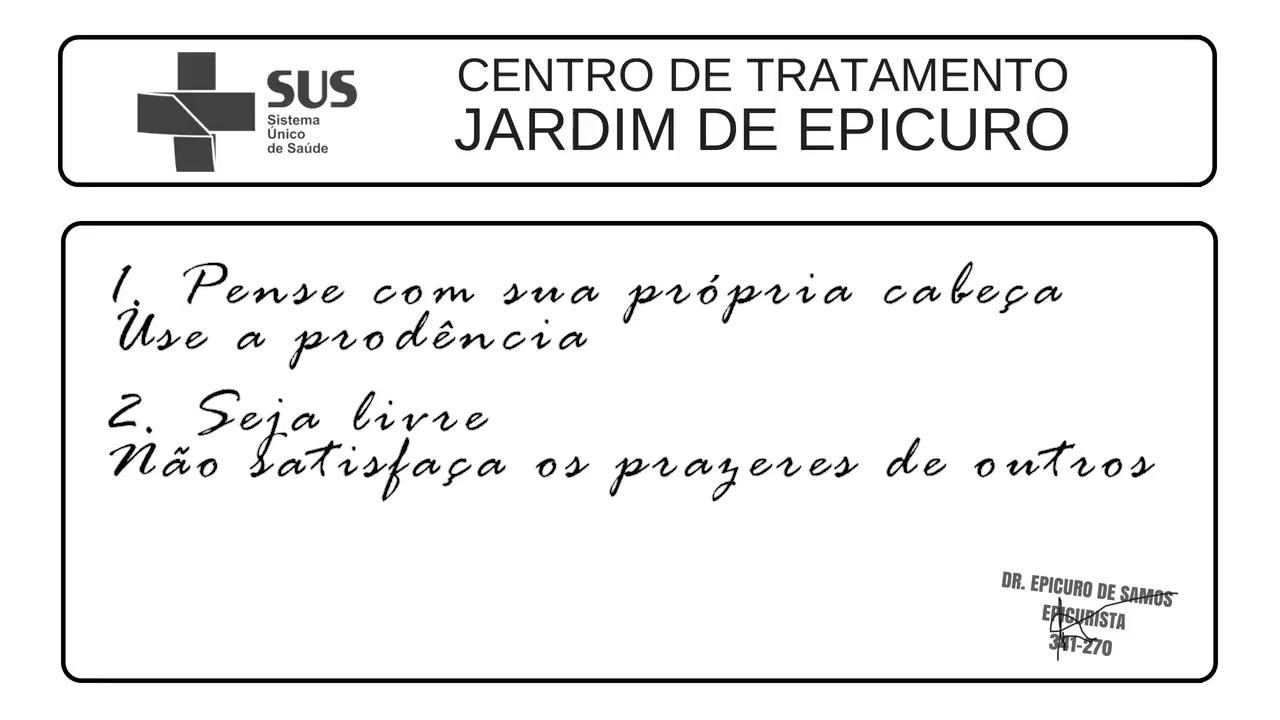 SUS
Sistema
Único
de Saúde
CENTRO DE TRATAMENTO
JARDIM DE EPICURO
1. Pense com sua própria cabeça
Use a prodência
2. Seja livre
Não satisfaça os prazeres de outros
DR. EPICURO DE SAMOS
EPICURISTA
341-270